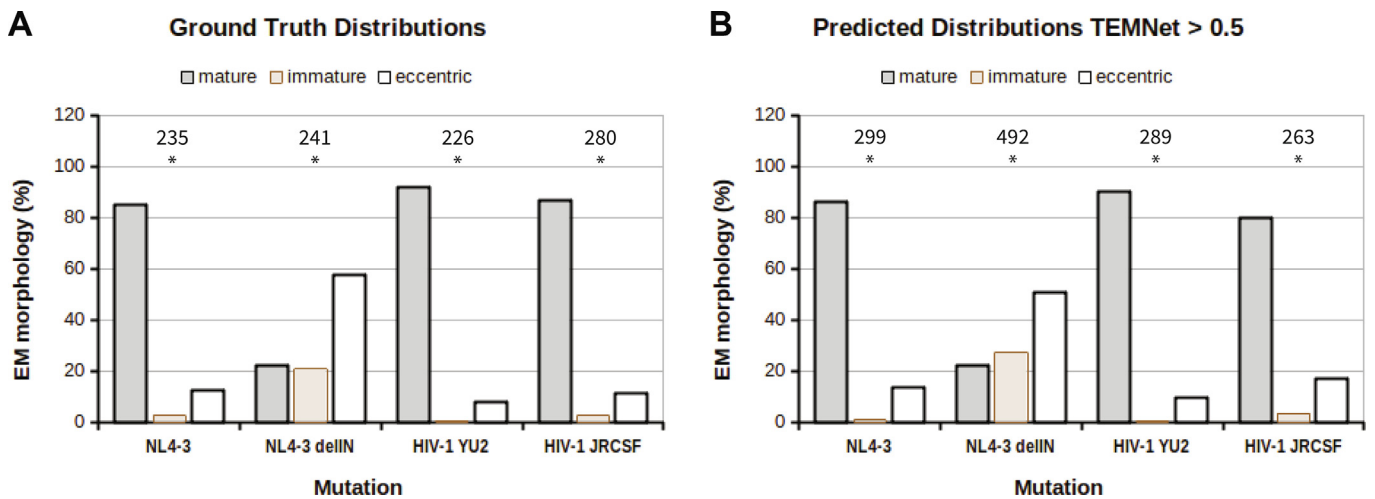 A
Ground Truth Distributions
mature immature eccentric
EM morphology (%)
120
100
80
60
40
20
0
235 241 226 280
* * * *
NL4-3 NL4-3 delIN HIV-1 YU2 HIV-1 JRCSF
Mutation
B
Predicted Distributions TEMNet > 0.5
mature immature eccentric
EM morphology (%)
120
100
80
60
40
20
0
299 492 289 263
* * * *
NL4-3 NL4-3 delIN HIV-1 YU2 HIV-1 JRCSF
Mutation